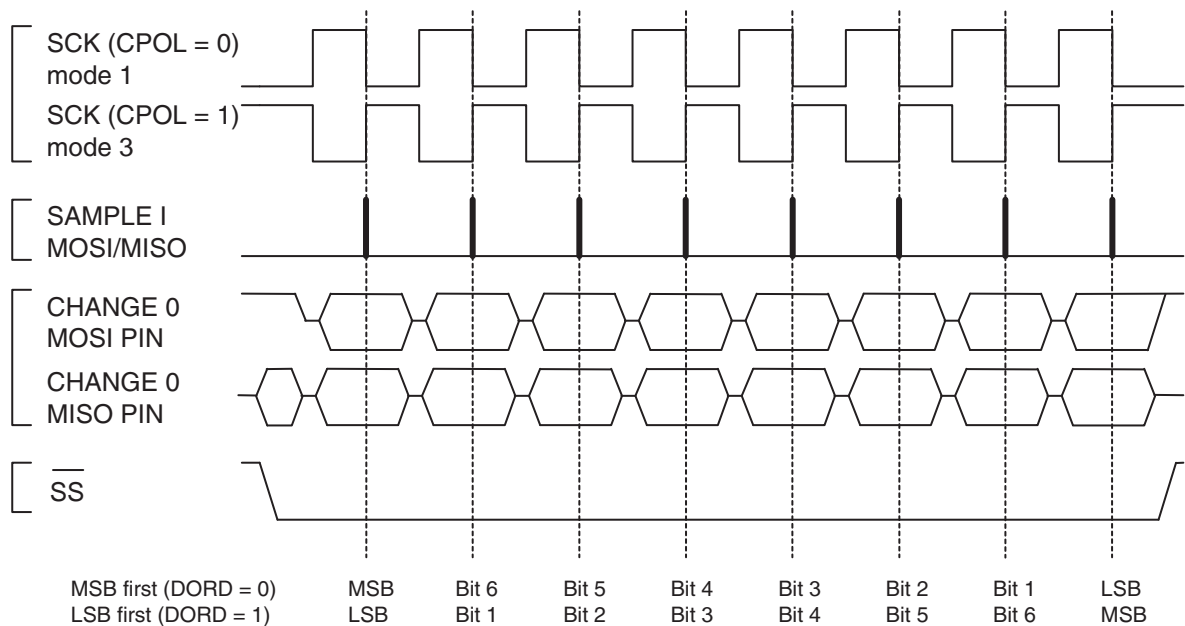 SCK (CPOL = 0)
mode 1
SCK (CPOL = 1)
mode 3
SAMPLE I
MOSI/MISO
CHANGE 0
MOSI PIN
CHANGE 0
MISO PIN
SS
MSB first (DORD = 0) MSB Bit 6 Bit 5 Bit 4 Bit 3 Bit 2 Bit 1 LSB
LSB first (DORD = 1) LSB Bit 1 Bit 2 Bit 3 Bit 4 Bit 5 Bit 6 MSB